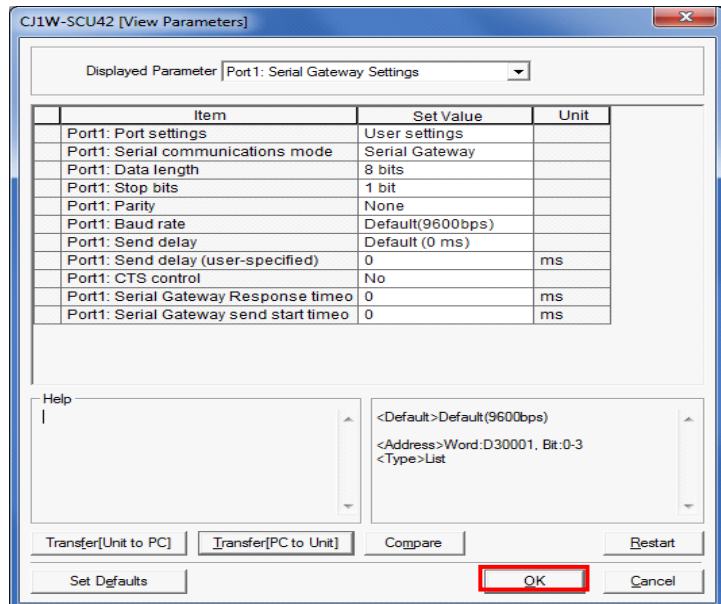 CJ1W-SCU42 [View Parameters]
Displayed Parameter Port1: Serial Gateway Settings
Item Set Value Unit
Port1: Port settings User settings
Port1: Serial communications mode Serial Gateway
Port1: Data length 8 bits
Port1: Stop bits 1 bit
Port1: Parity None
Port1: Baud rate Default(9600bps)
Port1: Send delay Default (0 ms)
Port1: Send delay (user-specified) 0 ms
Port1: CTS control No
Port1: Serial Gateway Response timeo 0 ms
Port1: Serial Gateway send start timeo 0 ms
Help
<Default>Default(9600bps)
<Address>Word:D30001, Bit:0-3
<Type>List
Transfer[Unit to PC] Transfer[PC to Unit] Compare Restart
Set Defaults OK Cancel